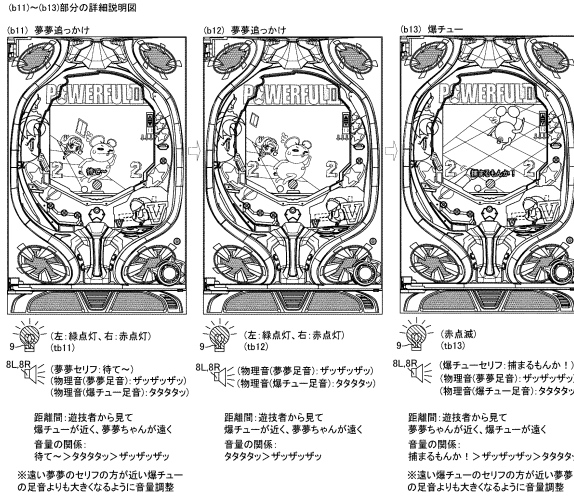 (b11)～(b13)部分の詳細説明図
(b11) 夢夢追っかけ
POWERFULⅡ
2 2
待て～
V
9
(左:緑点灯、右:赤点灯)
(tb11)
8L,8R
(夢夢セリフ:待て～)
(物理音(夢夢足音):ザッザッザッ)
(物理音(爆チュー足音):タタタタッ)
距離間:遊技者から見て
爆チューが近く、夢夢ちゃんが遠く
音量の関係:
待て～>タタタタッ>ザッザッザッ
※遠い夢夢のセリフの方が近い爆チュー
の足音よりも大きくなるように音量調整
(b12) 夢夢追っかけ
POWERFULⅡ
2 2
V
9
(左:緑点灯、右:赤点灯)
(tb12)
8L,8R
(物理音(夢夢足音):ザッザッザッ)
(物理音(爆チュー足音):タタタタッ)
距離間:遊技者から見て
爆チューが近く、夢夢ちゃんが遠く
音量の関係:
タタタタッ>ザッザッザッ
(b13) 爆チュー
POWERFULⅡ
2 2
捕まるもんか！
V
9
(赤点滅)
(tb13)
8L,8R
(爆チューセリフ:捕まるもんか！)
(物理音(夢夢足音):ザッザッザッ)
(物理音(爆チュー足音):タタタタ
距離間:遊技者から見て
夢夢ちゃんが近く、爆チューが遠く
音量の関係:
捕まるもんか！>ザッザッザッ>タタタタ
※遠い爆チューのセリフの方が近い夢夢
の足音よりも大きくなるように音量調整